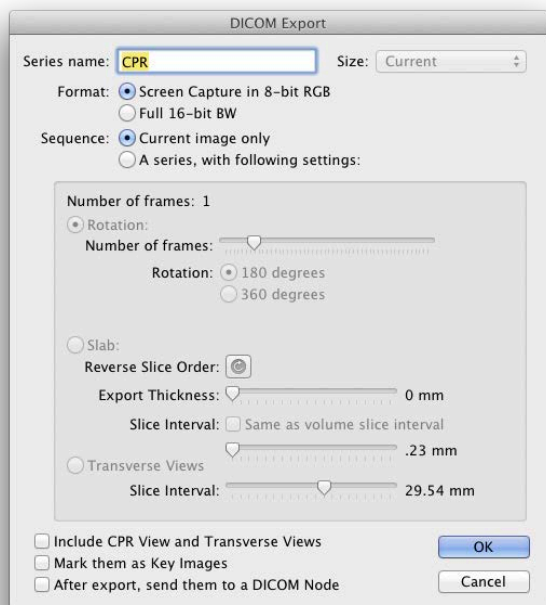 DICOM Export
Series name: CPR Size: Current
Format: Screen Capture in 8-bit RGB
Full 16-bit BW
Sequence: Current image only
A series, with following settings:
Number of frames: 1
Rotation:
Number of frames:
Rotation: 180 degrees
360 degrees
Slab:
Reverse Slice Order:
Export Thickness: 0 mm
Slice Interval: Same as volume slice interval
.23 mm
Transverse Views
Slice Interval: 29.54 mm
Include CPR View and Transverse Views
Mark them as Key Images
After export, send them to a DICOM Node
OK
Cancel